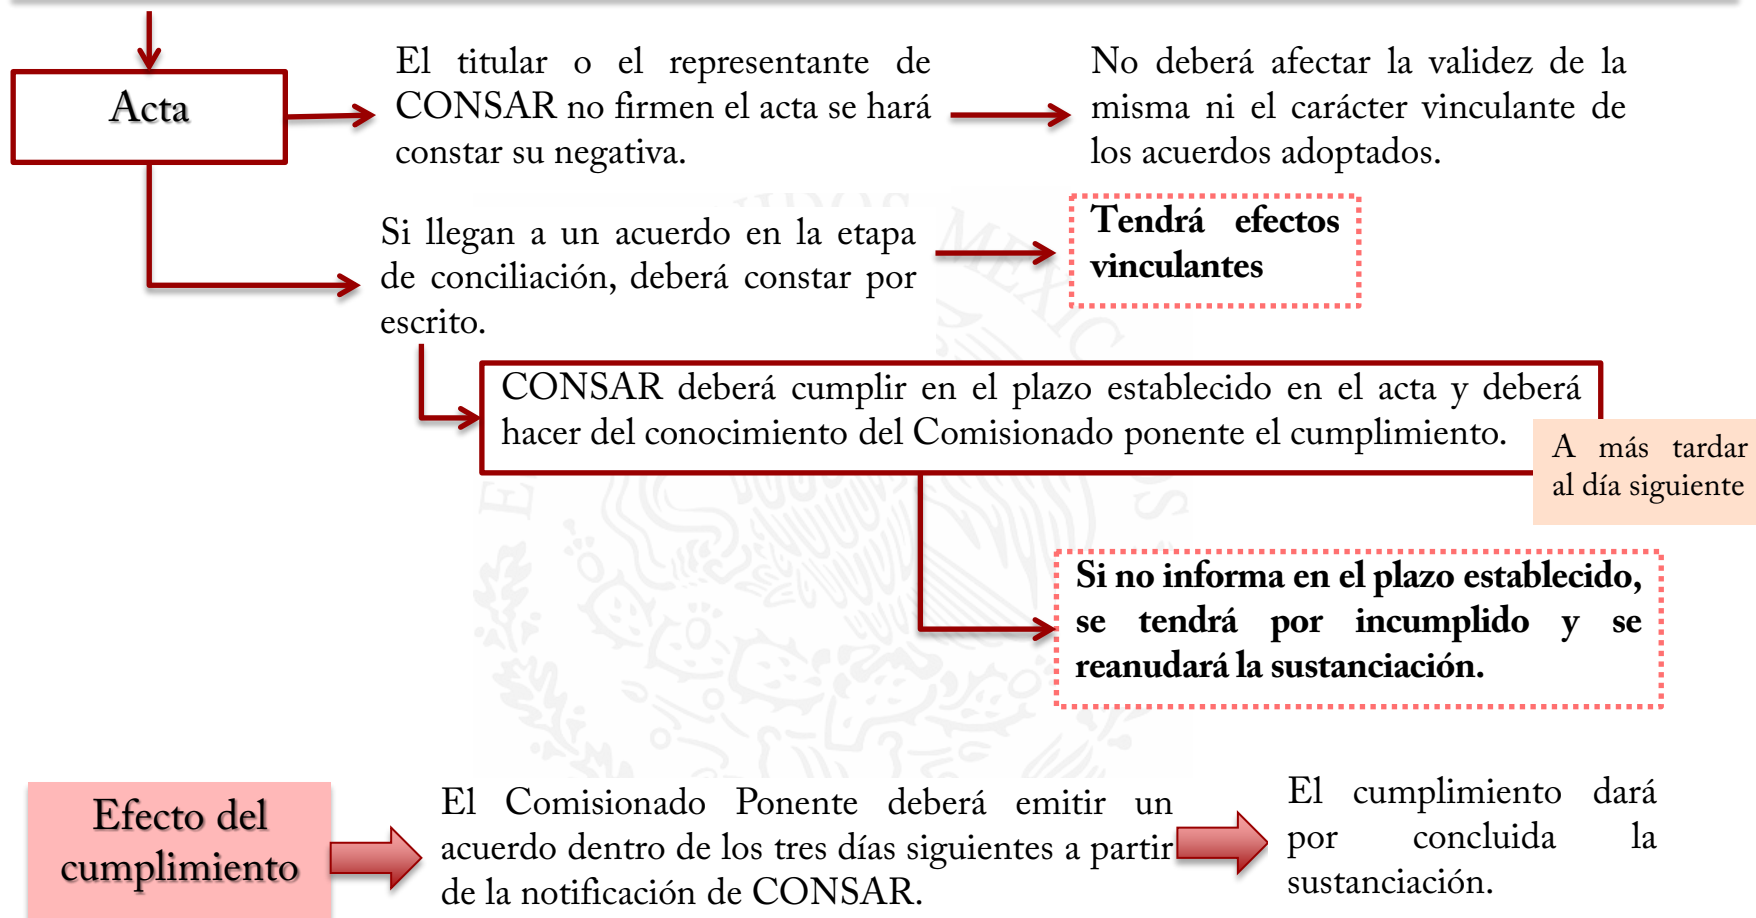 Acta
El titular o el representante de
CONSAR no firmen el acta se hará
constar su negativa.
No deberá afectar la validez de la
misma ni el carácter vinculante de
los acuerdos adoptados.
Si llegan a un acuerdo en la etapa
de conciliación, deberá constar por
escrito.
Tendrá efectos
vinculantes
CONSAR deberá cumplir en el plazo establecido en el acta y deberá
hacer del conocimiento del Comisionado ponente el cumplimiento.
A más tardar
al día siguiente
Si no informa en el plazo establecido,
se tendrá por incumplido y se
reanudará la sustanciación.
Efecto del
cumplimiento
El Comisionado Ponente deberá emitir un
acuerdo dentro de los tres días siguientes a partir
de la notificación de CONSAR.
El cumplimiento dará
por concluida la
sustanciación.